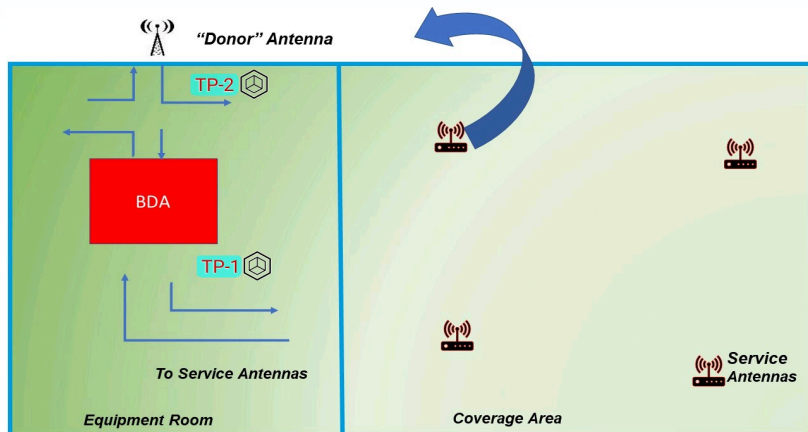 “Donor” Antenna
TP-2
BDA
TP-1
To Service Antennas
Service
Antennas
Equipment Room
Coverage Area